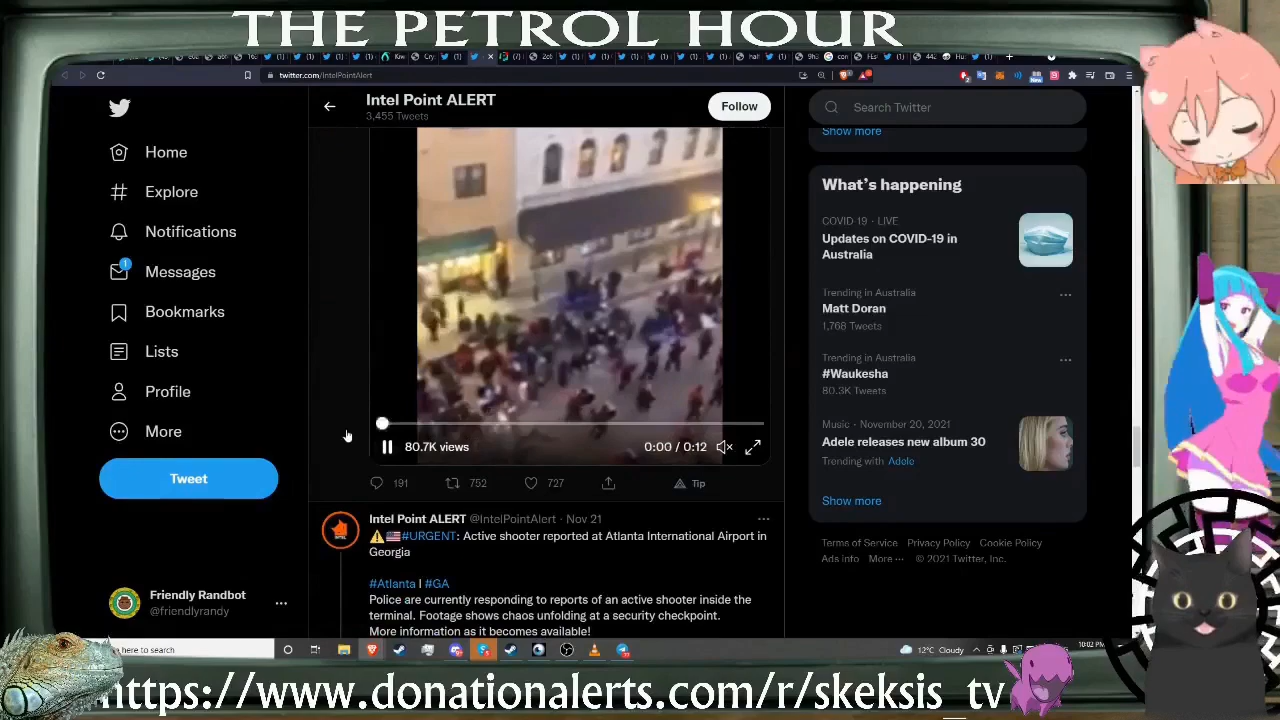 THE PETROL HOUR
twitter.com/IntelPointAlert
Intel Point ALERT
3,455 Tweets
Follow
Search Twitter
Show more
Home
Explore
Notifications
1
Messages
Bookmarks
Lists
Profile
More
Tweet
Friendly Randbot
@friendlyrandy
80.7K views
0:00 / 0:12
191
752
727
Tip
Intel Point ALERT @IntelPointAlert · Nov 21
#URGENT: Active shooter reported at Atlanta International Airport in
Georgia
#Atlanta | #GA
Police are currently responding to reports of an active shooter inside the
terminal. Footage shows chaos unfolding at a security checkpoint.
More information as it becomes available!
What's happening
COVID-19 · LIVE
Updates on COVID-19 in
Australia
Trending in Australia
Matt Doran
1,768 Tweets
Trending in Australia
#Waukesha
80.3K Tweets
Music · November 20, 2021
Adele releases new album 30
Trending with Adele
Show more
Terms of Service Privacy Policy Cookie Policy
Ads info More ··· © 2021 Twitter, Inc.
here to search
12°C Cloudy
10:02 PM
https://www.donationalerts.com/r/skeksis_tv